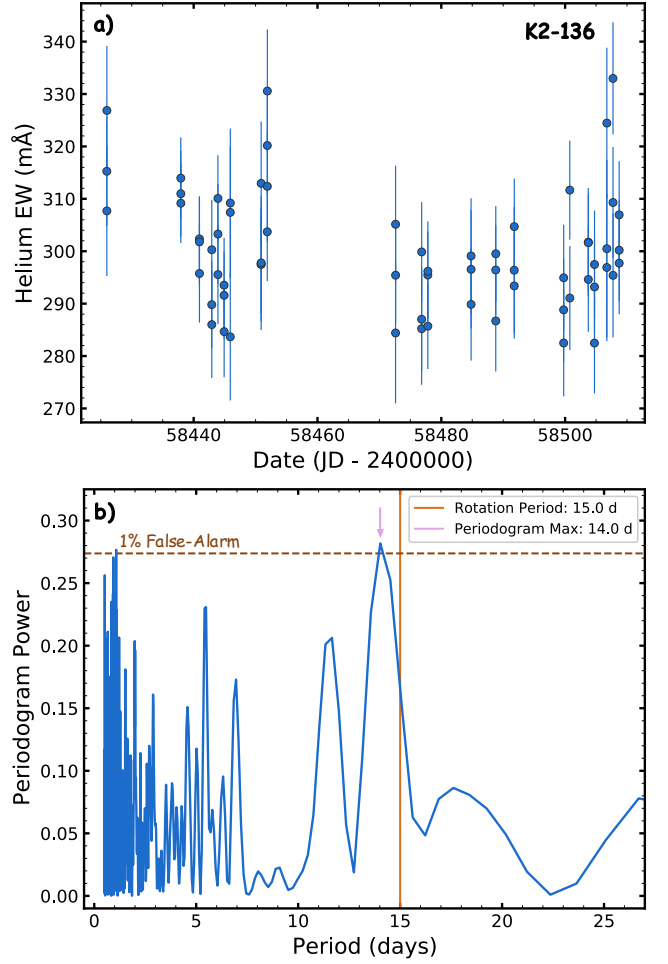 a)
K2-136
340
330
320
310
300
290
280
270
Helium EW (mÅ)
58440
58460
58480
58500
Date (JD - 2400000)
b)
Rotation Period: 15.0 d
Periodogram Max: 14.0 d
1% False-Alarm
0.30
0.25
0.20
0.15
0.10
0.05
0.00
Periodogram Power
0
5
10
15
20
25
Period (days)